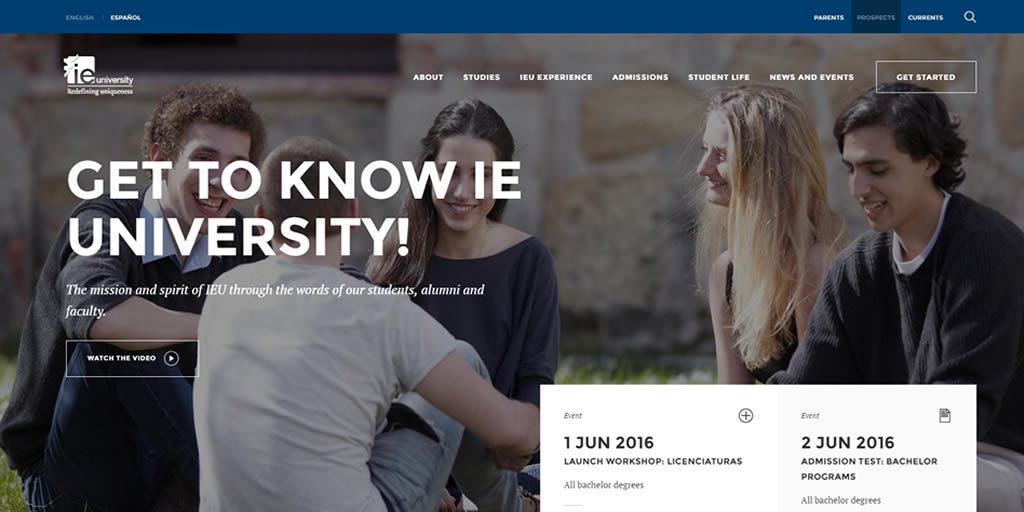 ENGLISH | ESPAÑOL
PARENTS PROSPECTS CURRENTS
ie university
Redefining uniqueness
ABOUT STUDIES IEU EXPERIENCE ADMISSIONS STUDENT LIFE NEWS AND EVENTS GET STARTED
GET TO KNOW IE
UNIVERSITY!
The mission and spirit of IEU through the words of our students, alumni and
faculty.
WATCH THE VIDEO
Event
1 JUN 2016
LAUNCH WORKSHOP: LICENCIATURAS
All bachelor degrees
Event
2 JUN 2016
ADMISSION TEST: BACHELOR
PROGRAMS
All bachelor degrees